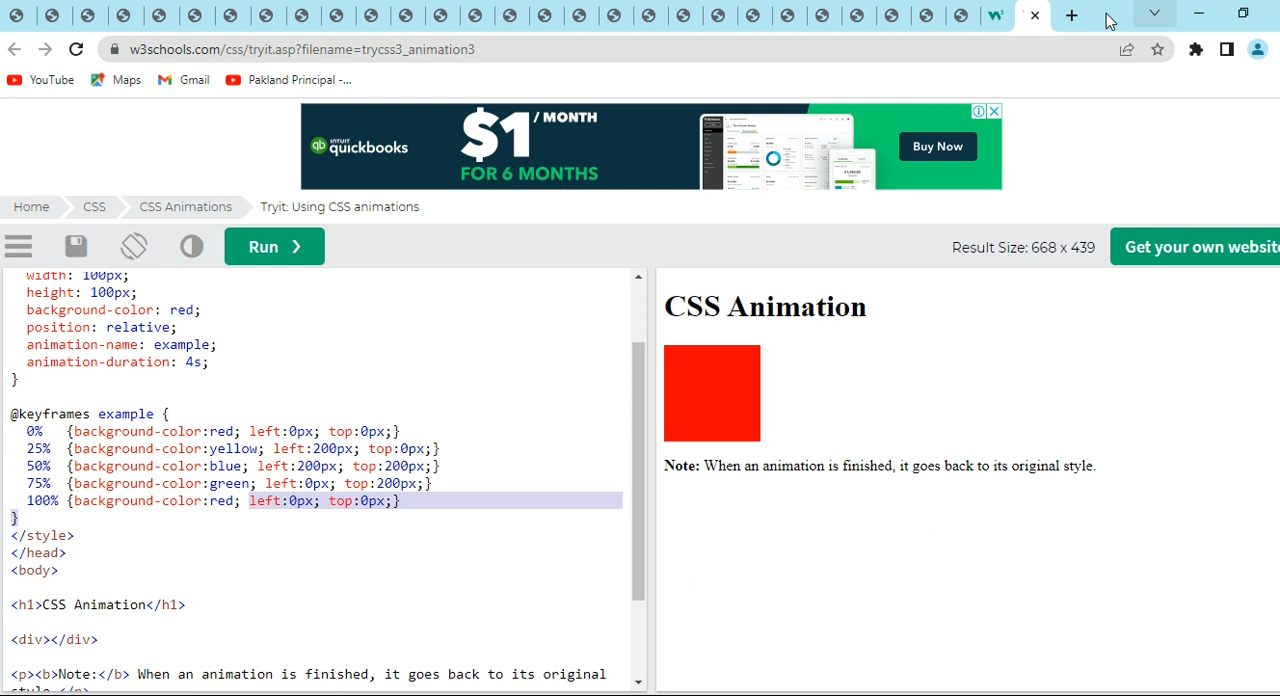 w3schools.com/css/tryit.asp?filename=trycss3_animation3
YouTube Maps Gmail Pakland Principal -...
INTUIT
quickbooks
$1 / MONTH
FOR 6 MONTHS
Buy Now
Home CSS CSS Animations Tryit: Using CSS animations
Run ❯ Result Size: 668 x 439 Get your own website
width: 100px;
height: 100px;
background-color: red;
position: relative;
animation-name: example;
animation-duration: 4s;
}
@keyframes example {
0% {background-color:red; left:0px; top:0px;}
25% {background-color:yellow; left:200px; top:0px;}
50% {background-color:blue; left:200px; top:200px;}
75% {background-color:green; left:0px; top:200px;}
100% {background-color:red; left:0px; top:0px;}
}
</style>
</head>
<body>
<h1>CSS Animation</h1>
<div></div>
<p><b>Note:</b> When an animation is finished, it goes back to its original
style.</p>
CSS Animation
Note: When an animation is finished, it goes back to its original style.